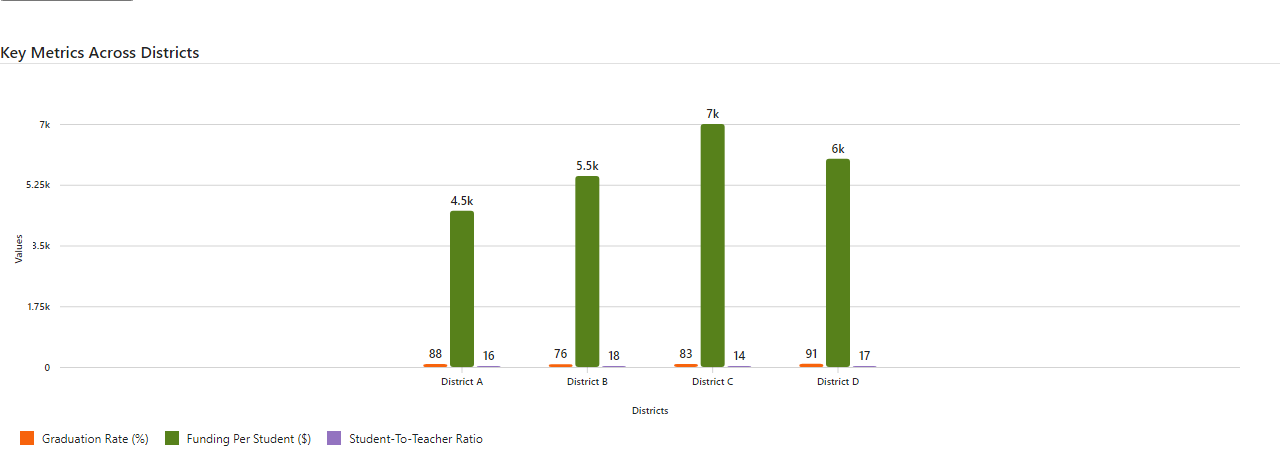 Key Metrics Across Districts
7k
7k
6k
5.5k
5.25k
4.5k
Values
3.5k
1.75k
88
16
76
18
83
14
91
17
0
District A
District B
District C
District D
Districts
Graduation Rate (%)
Funding Per Student ($)
Student-To-Teacher Ratio